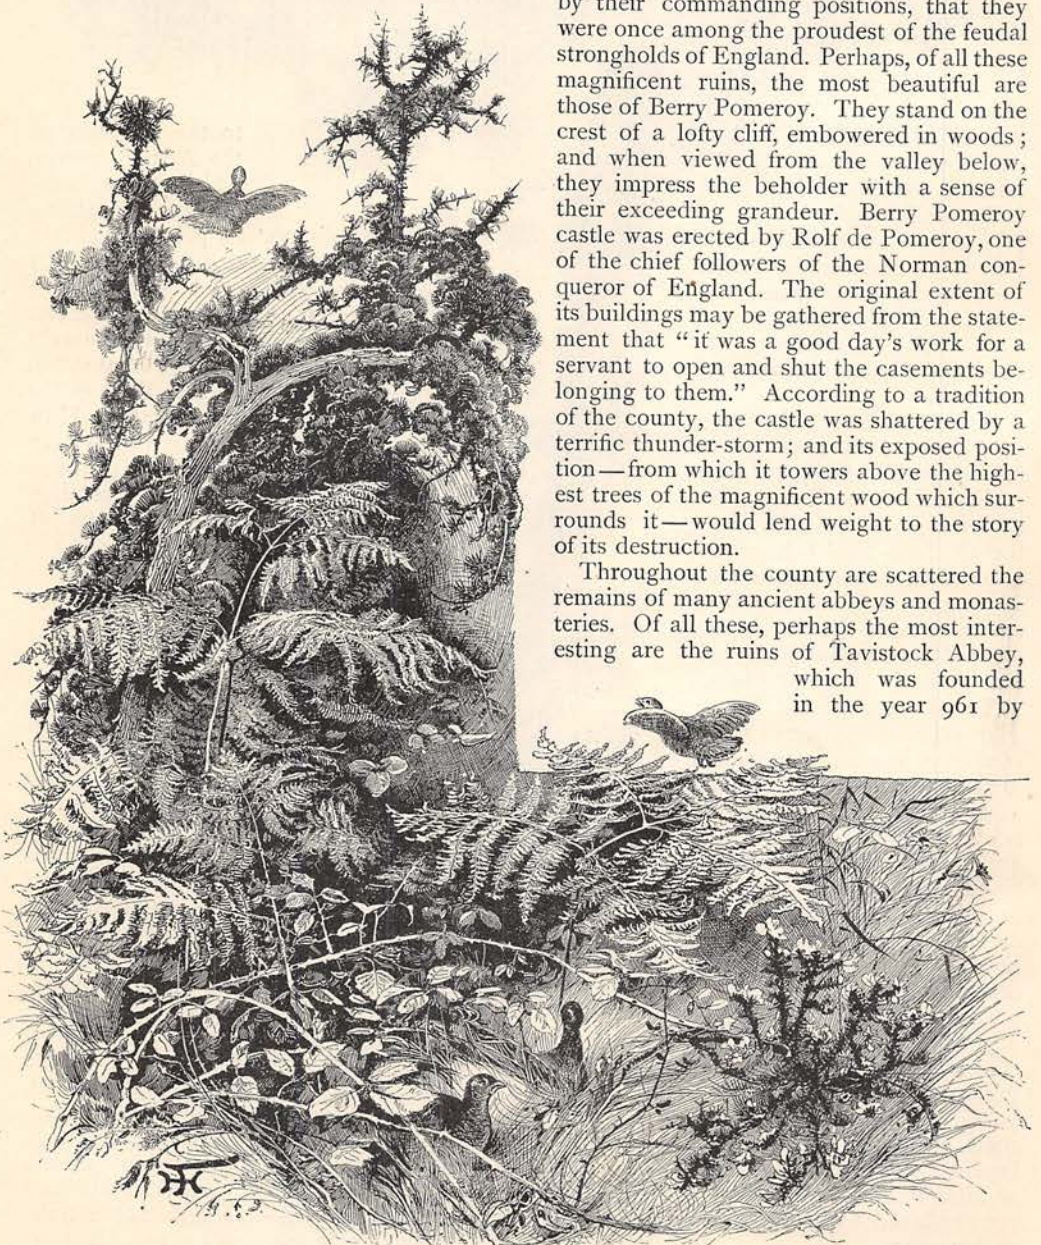 by their commanding positions, that they
were once among the proudest of the feudal
strongholds of England. Perhaps, of all these
magnificent ruins, the most beautiful are
those of Berry Pomeroy. They stand on the
crest of a lofty cliff, embowered in woods;
and when viewed from the valley below,
they impress the beholder with a sense of
their exceeding grandeur. Berry Pomeroy
castle was erected by Rolf de Pomeroy, one
of the chief followers of the Norman con-
queror of England. The original extent of
its buildings may be gathered from the state-
ment that “it was a good day's work for a
servant to open and shut the casements be-
longing to them.” According to a tradition
of the county, the castle was shattered by a
terrific thunder-storm; and its exposed posi-
tion—from which it towers above the high-
est trees of the magnificent wood which sur-
rounds it—would lend weight to the story
of its destruction.
Throughout the county are scattered the
remains of many ancient abbeys and monas-
teries. Of all these, perhaps the most inter-
esting are the ruins of Tavistock Abbey,
which was founded
in the year 961 by